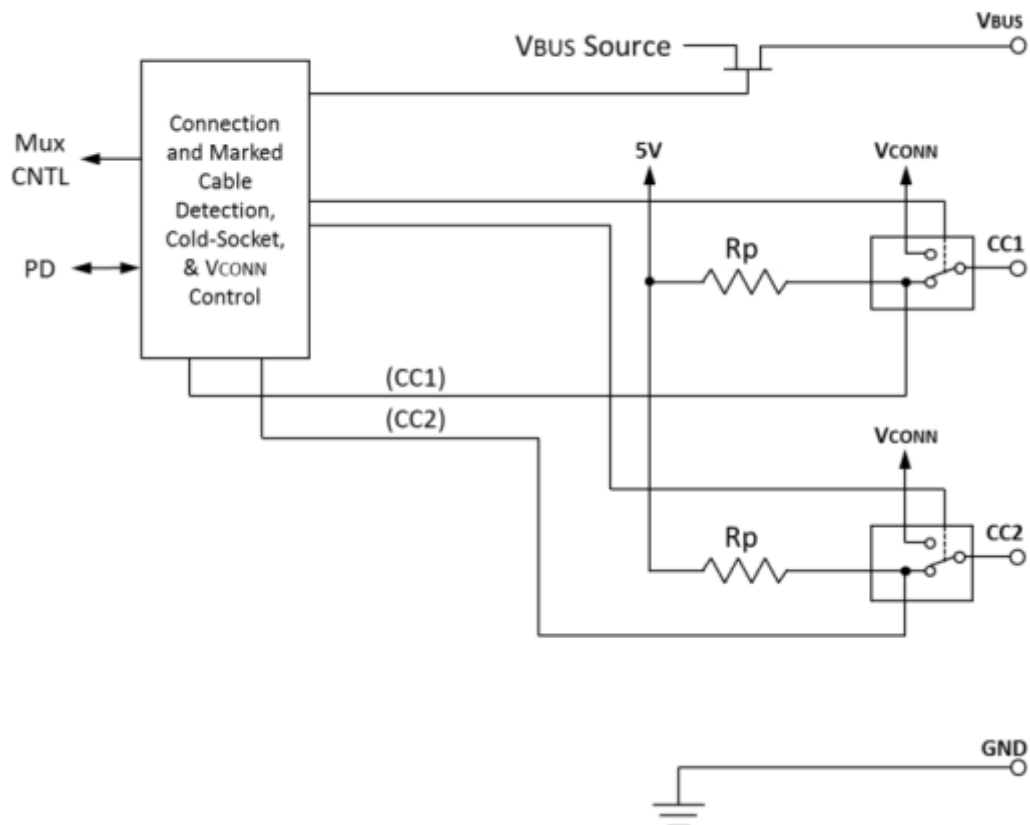 VBUS
VBUS Source
Connection
and Marked
Cable
Detection,
Cold-Socket,
& VCONN
Control
Mux
CNTL
PD
5V
VCONN
Rp
CC1
(CC1)
(CC2)
VCONN
Rp
CC2
GND